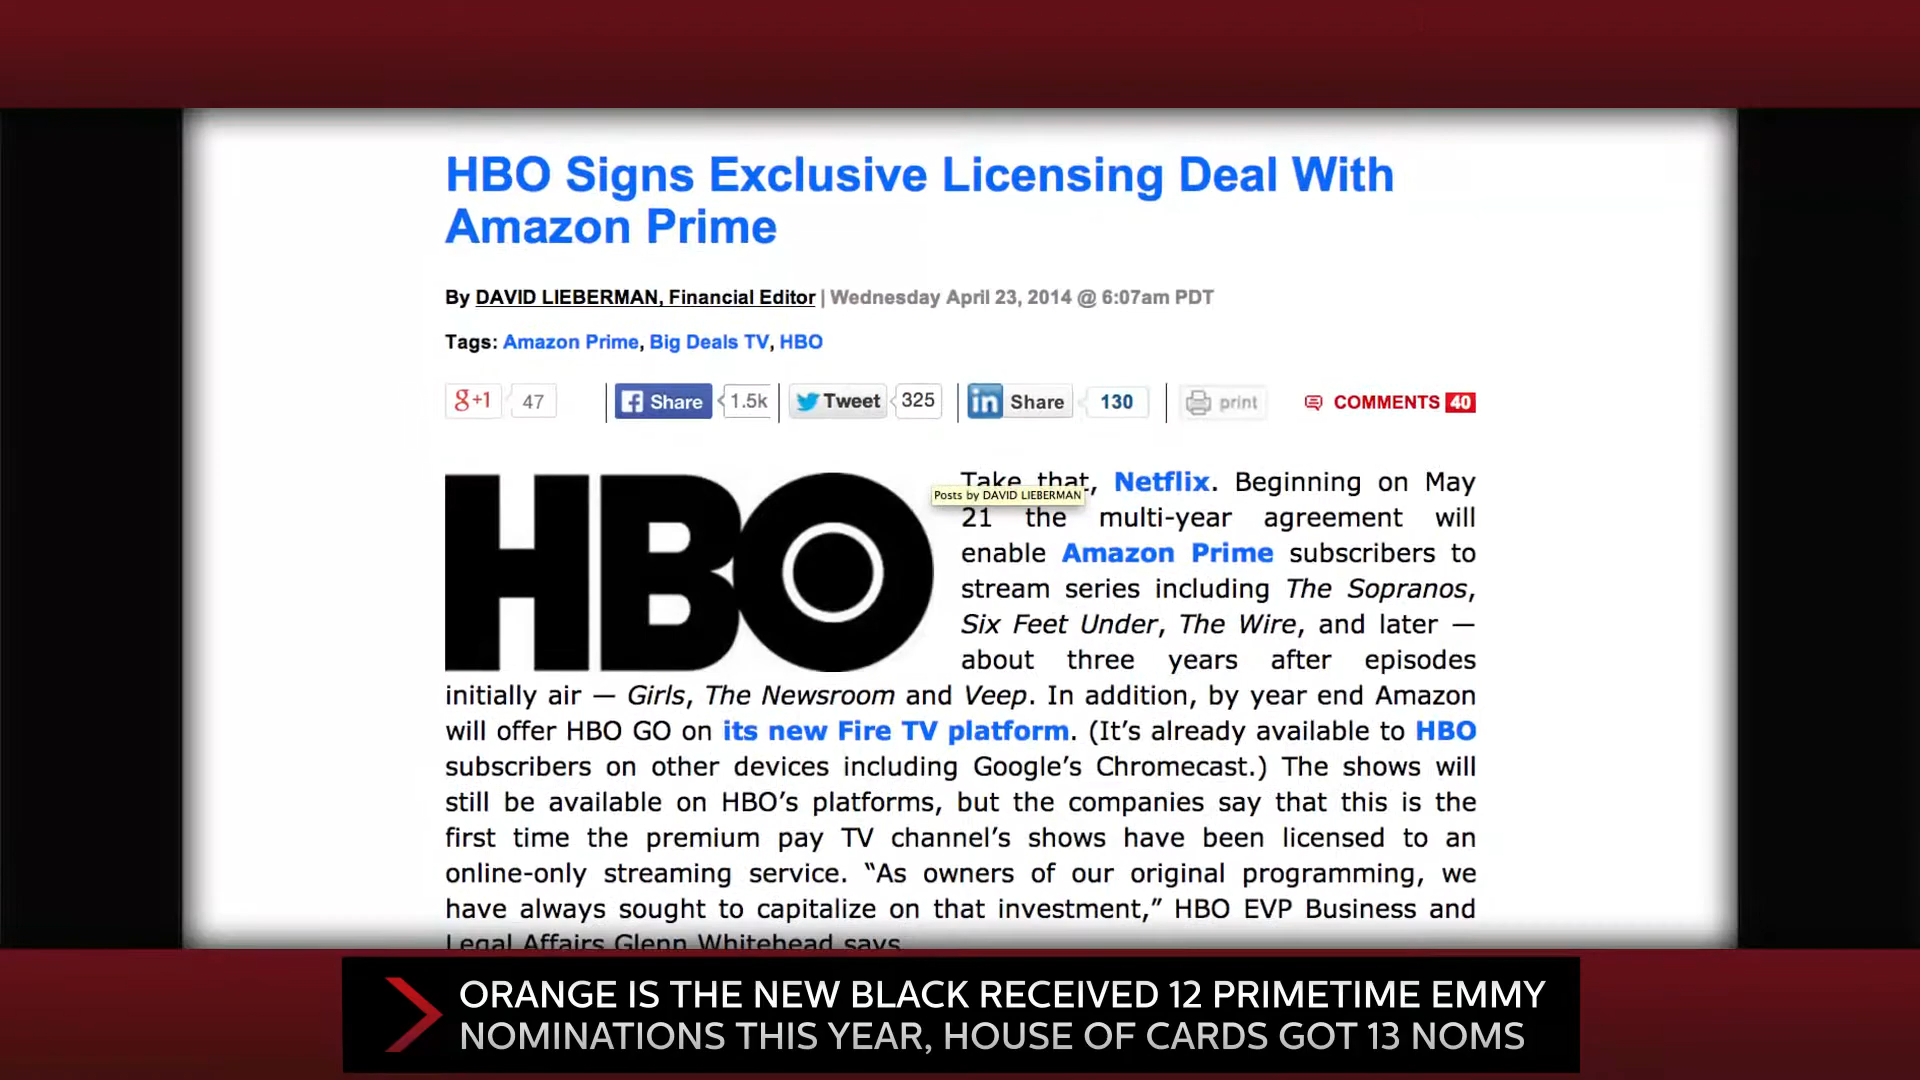 HBO Signs Exclusive Licensing Deal With
Amazon Prime
By DAVID LIEBERMAN, Financial Editor | Wednesday April 23, 2014 @ 6:07am PDT
Tags: Amazon Prime, Big Deals TV, HBO
g+1 47 Share 1.5k Tweet 325 in Share 130 print COMMENTS 40
HBO
Take that, Netflix. Beginning on May
Posts by DAVID LIEBERMAN
21 the multi-year agreement will
enable Amazon Prime subscribers to
stream series including The Sopranos,
Six Feet Under, The Wire, and later —
about three years after episodes
initially air — Girls, The Newsroom and Veep. In addition, by year end Amazon
will offer HBO GO on its new Fire TV platform. (It’s already available to HBO
subscribers on other devices including Google’s Chromecast.) The shows will
still be available on HBO’s platforms, but the companies say that this is the
first time the premium pay TV channel’s shows have been licensed to an
online-only streaming service. “As owners of our original programming, we
have always sought to capitalize on that investment,” HBO EVP Business and
Legal Affairs Glenn Whitehead says
ORANGE IS THE NEW BLACK RECEIVED 12 PRIMETIME EMMY
NOMINATIONS THIS YEAR, HOUSE OF CARDS GOT 13 NOMS